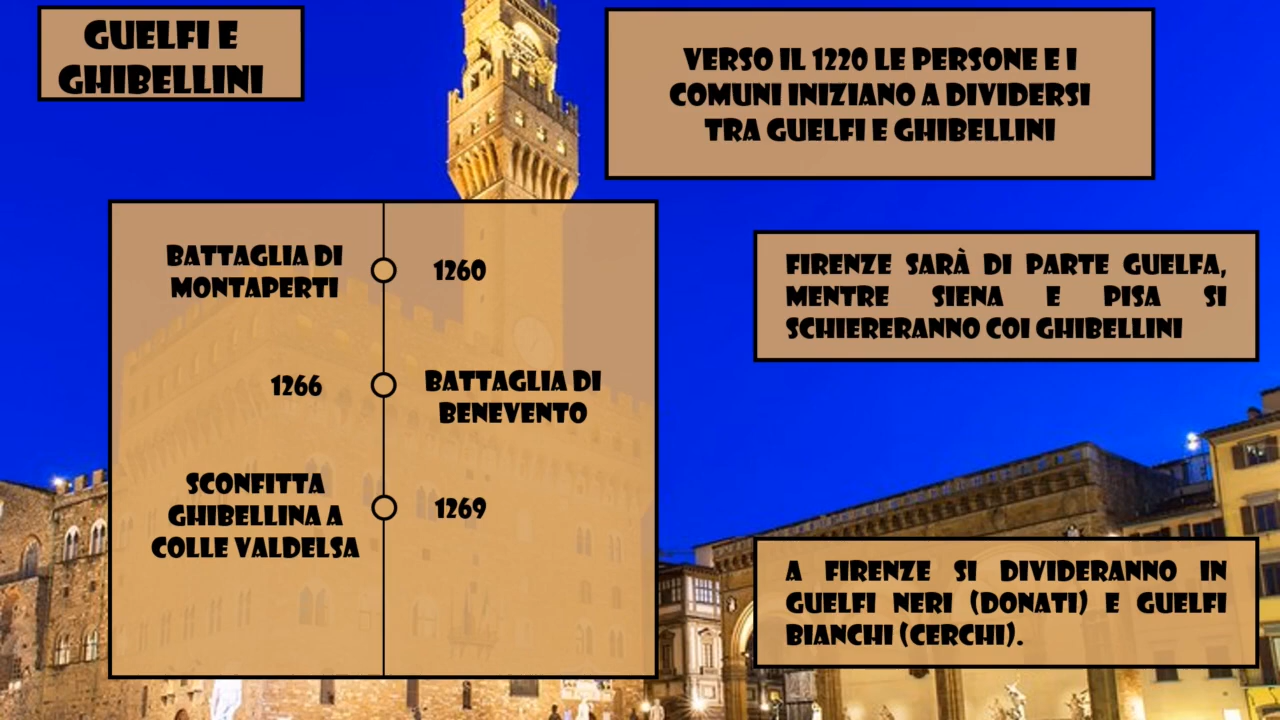 GUELFI E
GHIBELLINI
VERSO IL 1220 LE PERSONE E I
COMUNI INIZIANO A DIVIDERSI
TRA GUELFI E GHIBELLINI
BATTAGLIA DI
MONTAPERTI
1260
1266
BATTAGLIA DI
BENEVENTO
SCONFITTA
GHIBELLINA A
COLLE VALDELSA
1269
FIRENZE SARÀ DI PARTE GUELFA,
MENTRE SIENA E PISA SI
SCHIERERANNO COI GHIBELLINI
A FIRENZE SI DIVIDERANNO IN
GUELFI NERI (DONATI) E GUELFI
BIANCHI (CERCHI).